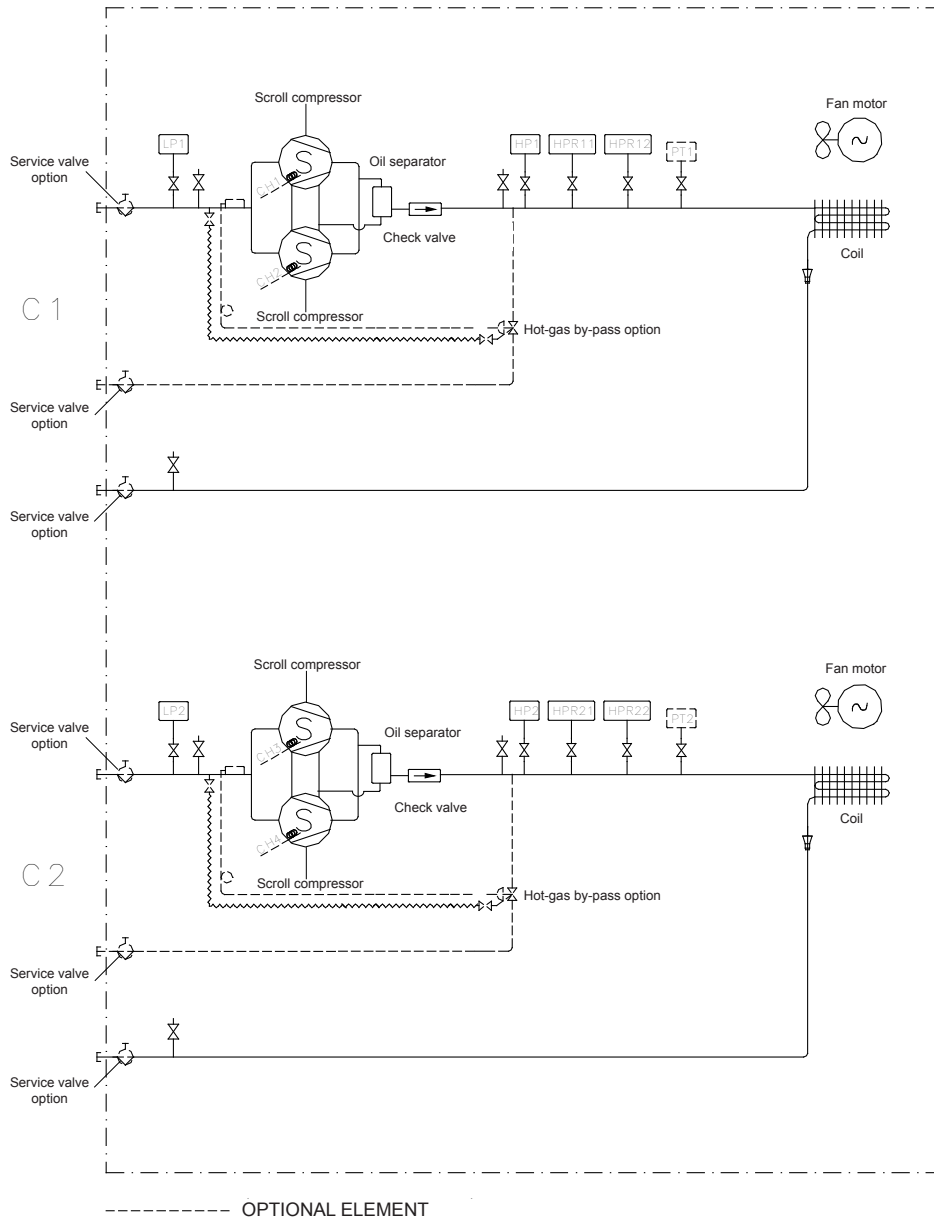 Scroll compressor
Fan motor
LP1
HP1
HPR11
HPR12
PT1
Service valve
option
Oil separator
S
CH1
~
Check valve
Coil
S
CH2
C1
Scroll compressor
Hot-gas by-pass option
Service valve
option
Service valve
option
Scroll compressor
Fan motor
LP2
HP2
HPR21
HPR22
PT2
Service valve
option
Oil separator
S
CH3
~
Check valve
Coil
S
CH4
C2
Scroll compressor
Hot-gas by-pass option
Service valve
option
Service valve
option
OPTIONAL ELEMENT